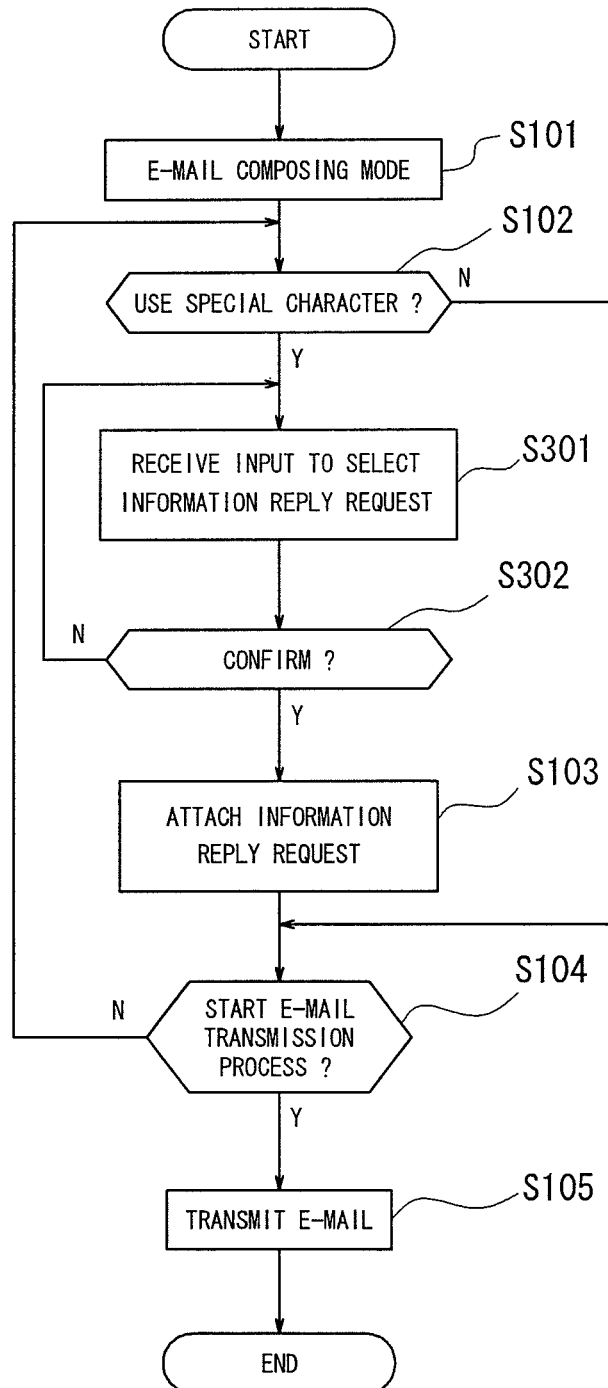 START
S101
E-MAIL COMPOSING MODE
S102
USE SPECIAL CHARACTER ?
N
Y
S301
RECEIVE INPUT TO SELECT
INFORMATION REPLY REQUEST
S302
N
CONFIRM ?
Y
S103
ATTACH INFORMATION
REPLY REQUEST
S104
N
START E-MAIL
TRANSMISSION
PROCESS ?
Y
S105
TRANSMIT E-MAIL
END